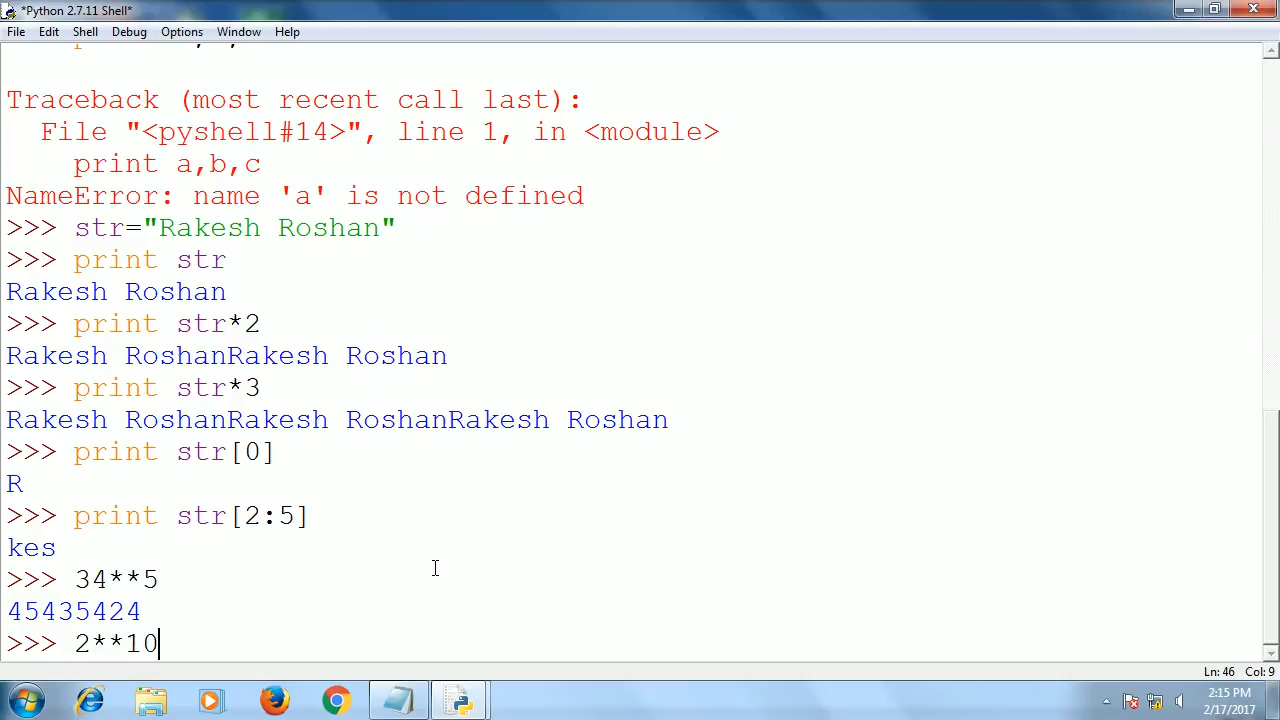 *Python 2.7.11 Shell*
File Edit Shell Debug Options Window Help
Traceback (most recent call last):
  File "<pyshell#14>", line 1, in <module>
    print a,b,c
NameError: name 'a' is not defined
>>> str="Rakesh Roshan"
>>> print str
Rakesh Roshan
>>> print str*2
Rakesh RoshanRakesh Roshan
>>> print str*3
Rakesh RoshanRakesh RoshanRakesh Roshan
>>> print str[0]
R
>>> print str[2:5]
kes
>>> 34**5
45435424
>>> 2**10
Ln: 46 Col: 9
2:15 PM
2/17/2017